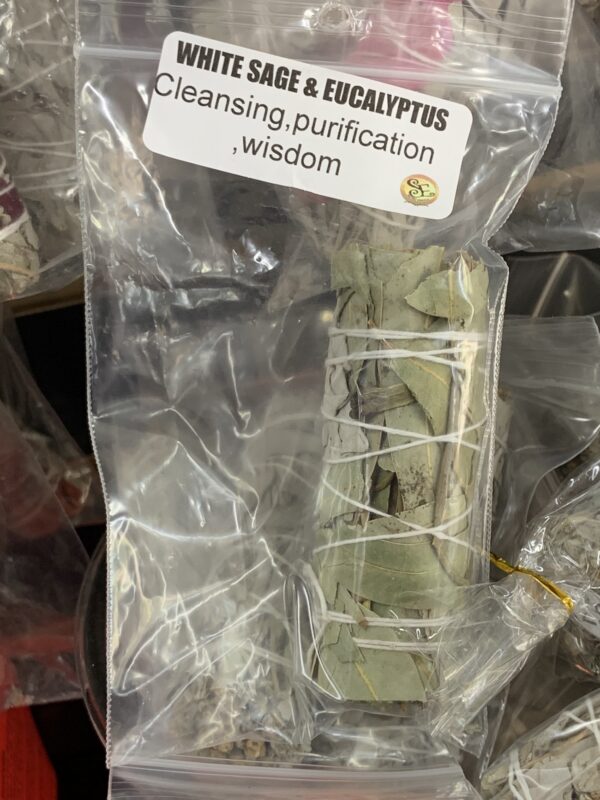 WHITE SAGE & EUCALYPTUS
Cleansing,purification
,wisdom